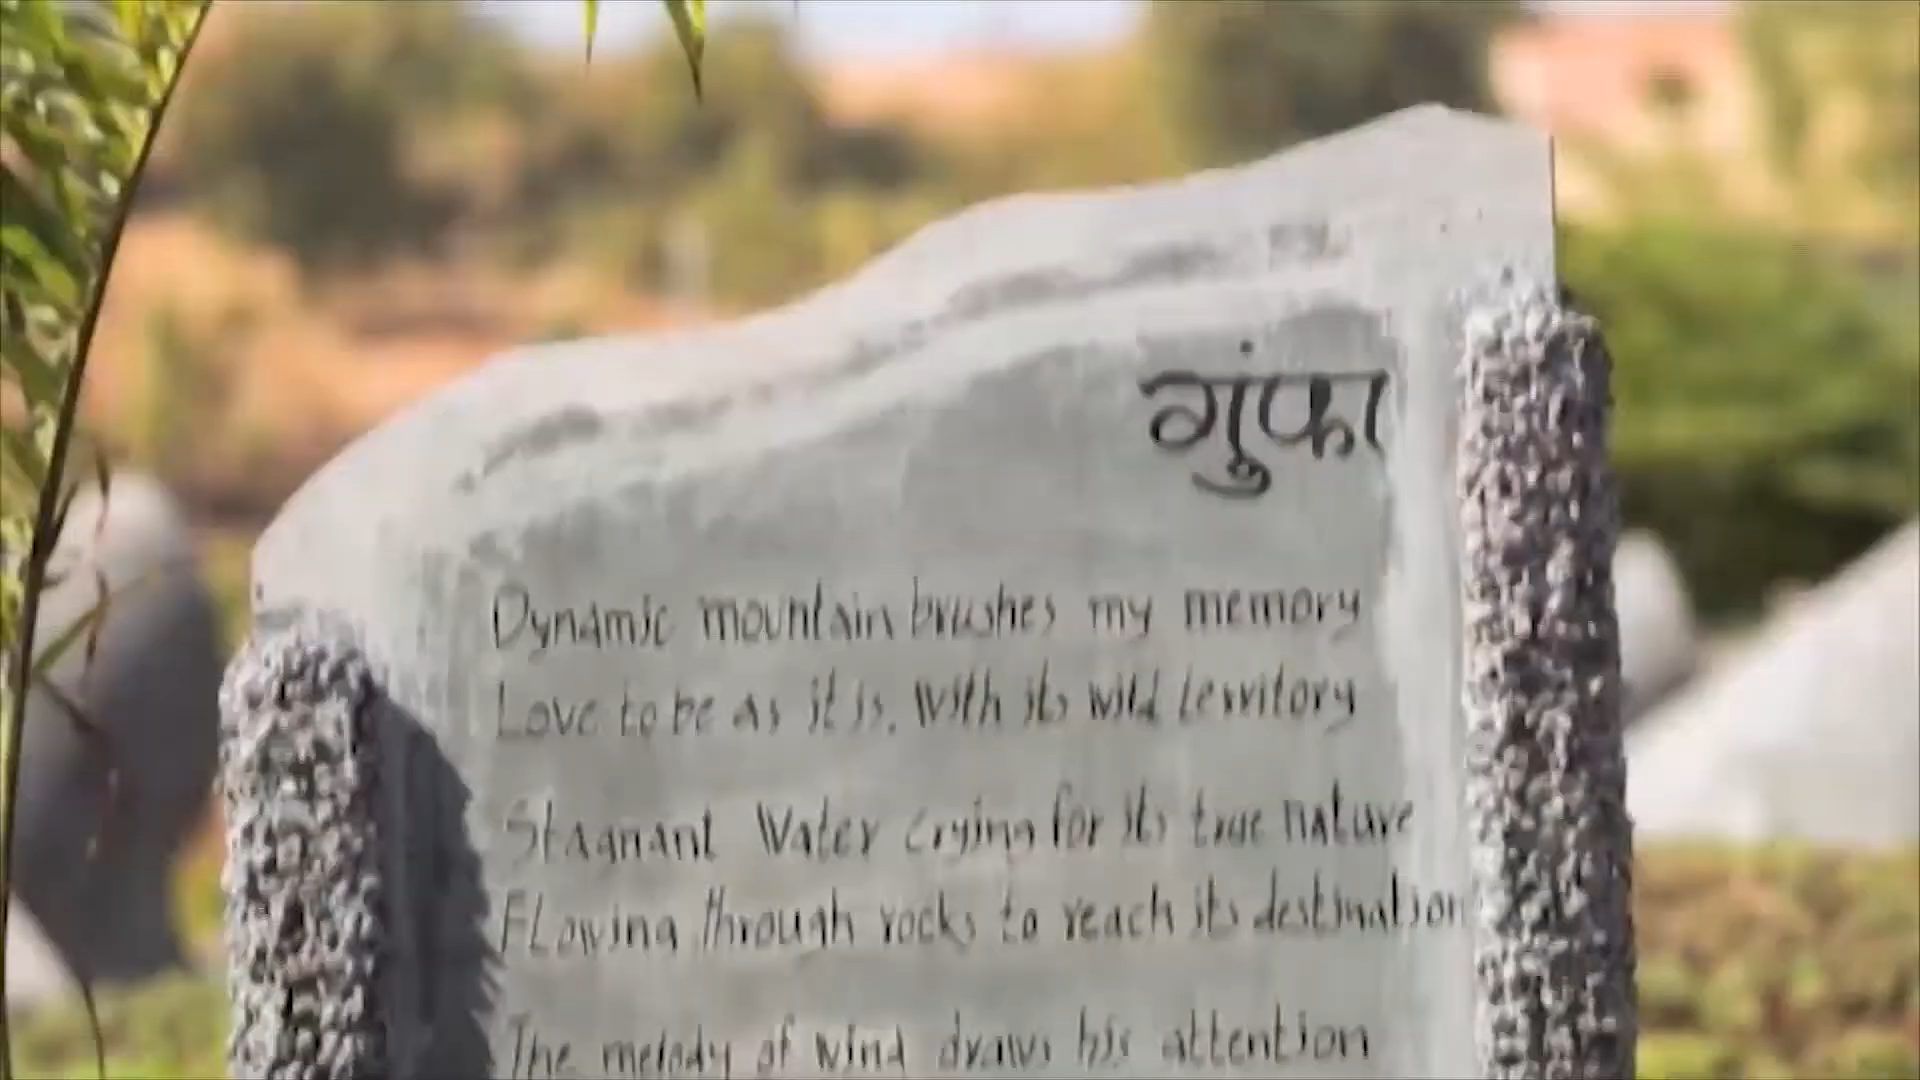 गुंफा
Dynamic mountain brushes my memory
Love to be as it is, with its wild territory
Stagnant Water crying for its true nature
Flowing through rocks to reach its destination
The melody of wind draws his attention